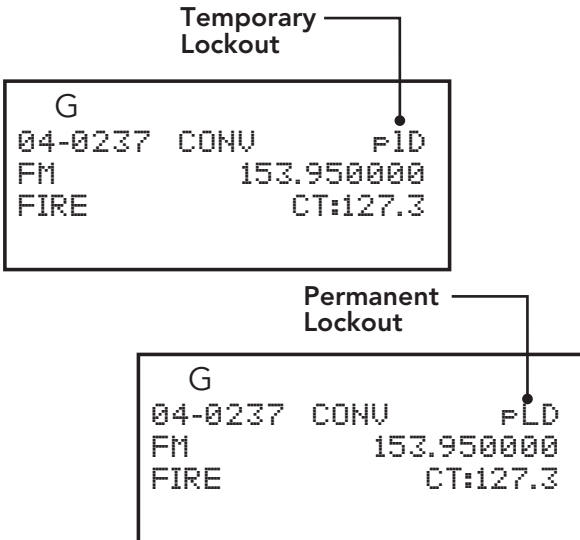 Temporary
Lockout
G
04-0237 CONV plD
FM 153.950000
FIRE CT:127.3
Permanent
Lockout
G
04-0237 CONV pLD
FM 153.950000
FIRE CT:127.3